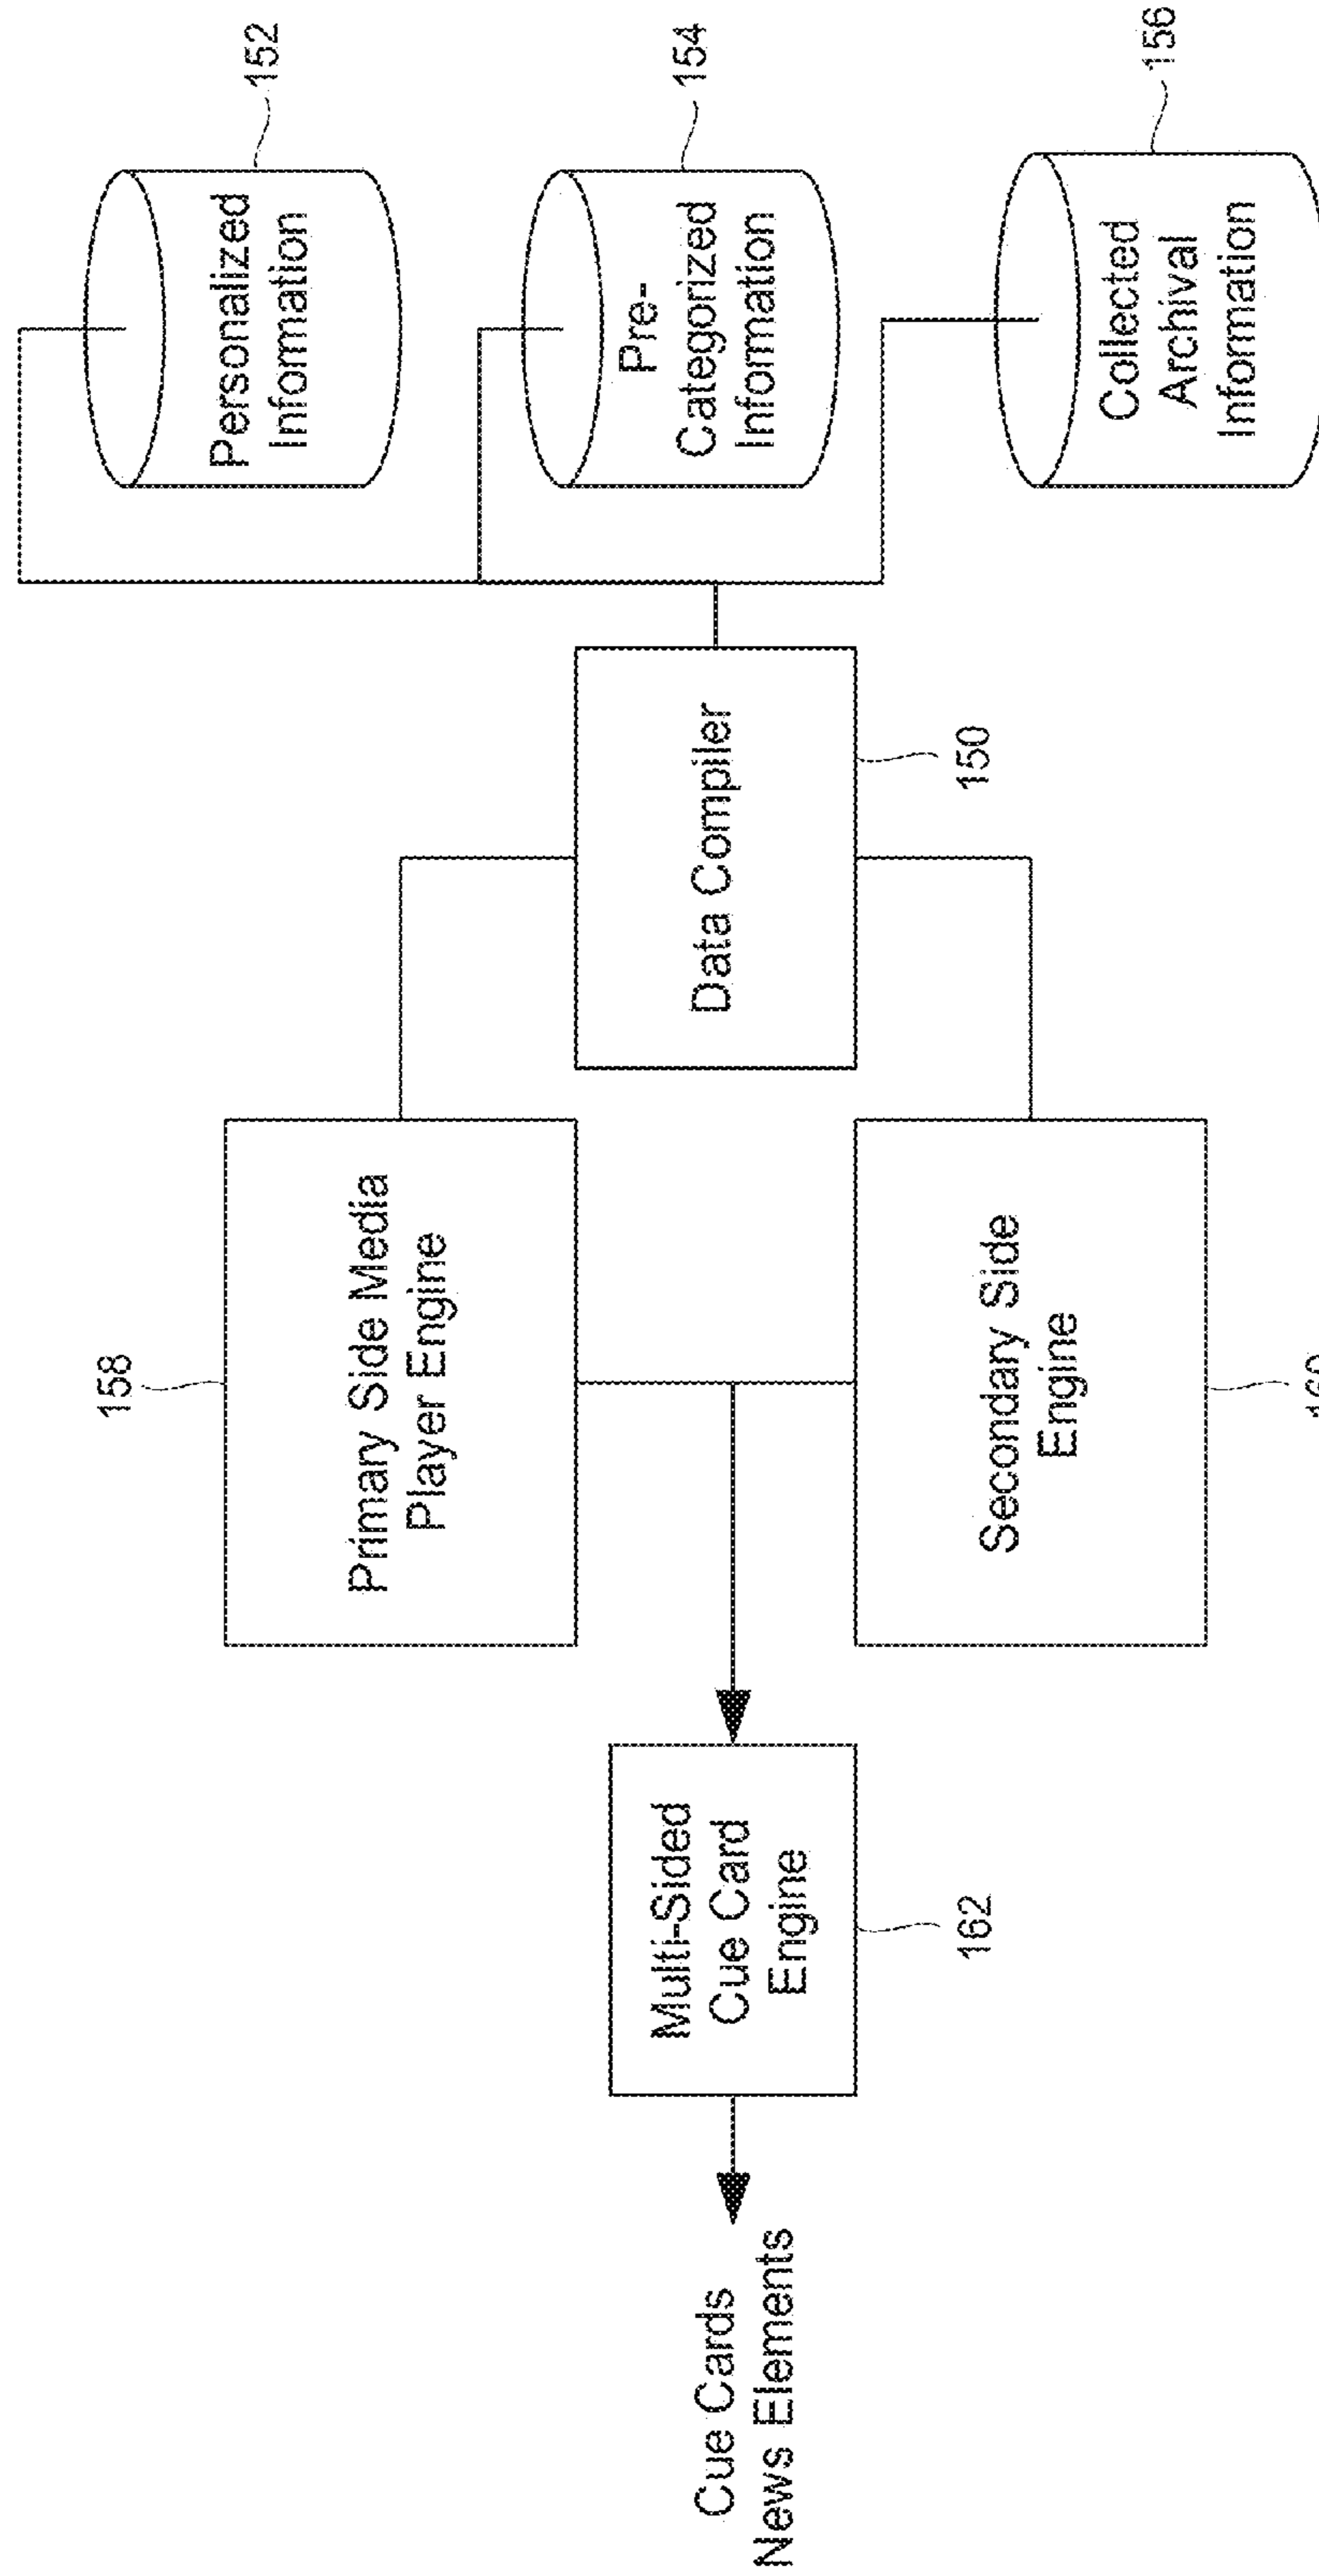 Personalized
Information
152
Pre-
Categorized
Information
154
Collected
Archival
Information
156
Data Compiler
150
158
Primary Side Media
Player Engine
Secondary Side
Engine
Multi-Sided
Cue Card
Engine
162
Cue Cards
News Elements